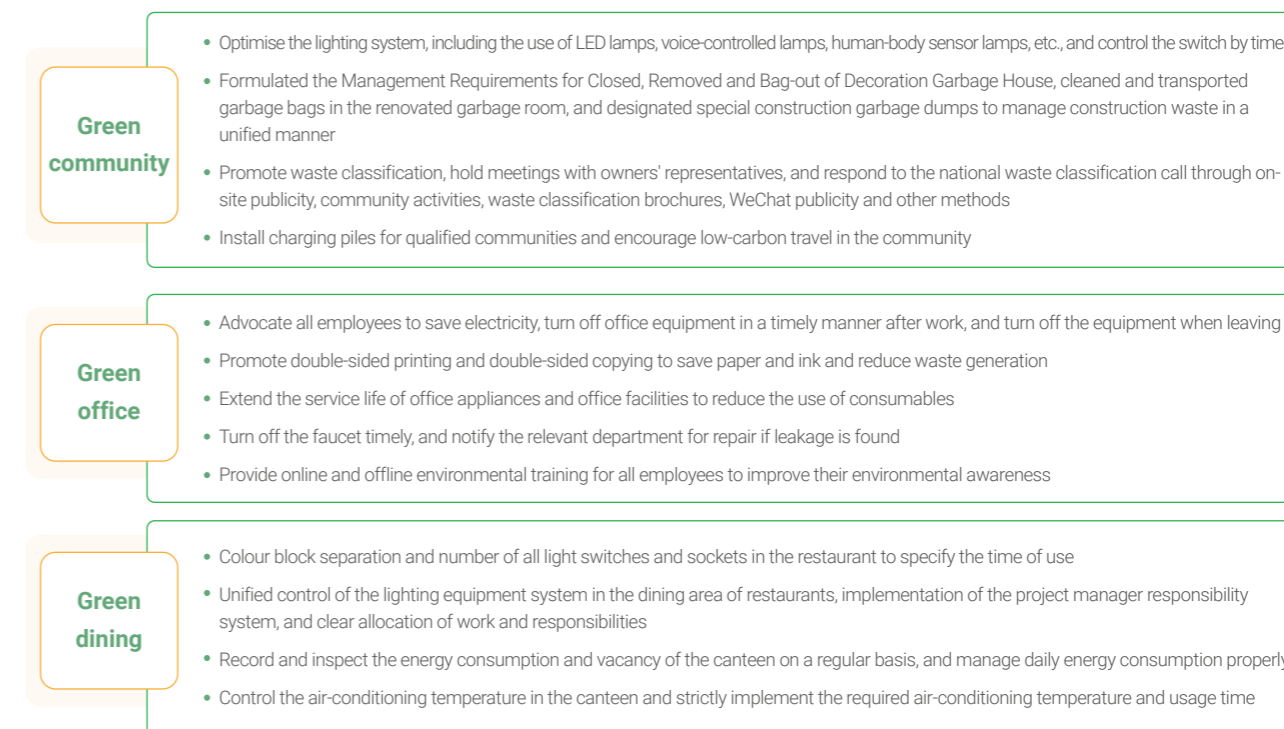 Green
community
• Optimise the lighting system, including the use of LED lamps, voice-controlled lamps, human-body sensor lamps, etc., and control the switch by time
• Formulated the Management Requirements for Closed, Removed and Bag-out of Decoration Garbage House, cleaned and transported
garbage bags in the renovated garbage room, and designated special construction garbage dumps to manage construction waste in a
unified manner
• Promote waste classification, hold meetings with owners' representatives, and respond to the national waste classification call through on-
site publicity, community activities, waste classification brochures, WeChat publicity and other methods
• Install charging piles for qualified communities and encourage low-carbon travel in the community
Green
office
• Advocate all employees to save electricity, turn off office equipment in a timely manner after work, and turn off the equipment when leaving
• Promote double-sided printing and double-sided copying to save paper and ink and reduce waste generation
• Extend the service life of office appliances and office facilities to reduce the use of consumables
• Turn off the faucet timely, and notify the relevant department for repair if leakage is found
• Provide online and offline environmental training for all employees to improve their environmental awareness
Green
dining
• Colour block separation and number of all light switches and sockets in the restaurant to specify the time of use
• Unified control of the lighting equipment system in the dining area of restaurants, implementation of the project manager responsibility
system, and clear allocation of work and responsibilities
• Record and inspect the energy consumption and vacancy of the canteen on a regular basis, and manage daily energy consumption properly
• Control the air-conditioning temperature in the canteen and strictly implement the required air-conditioning temperature and usage time